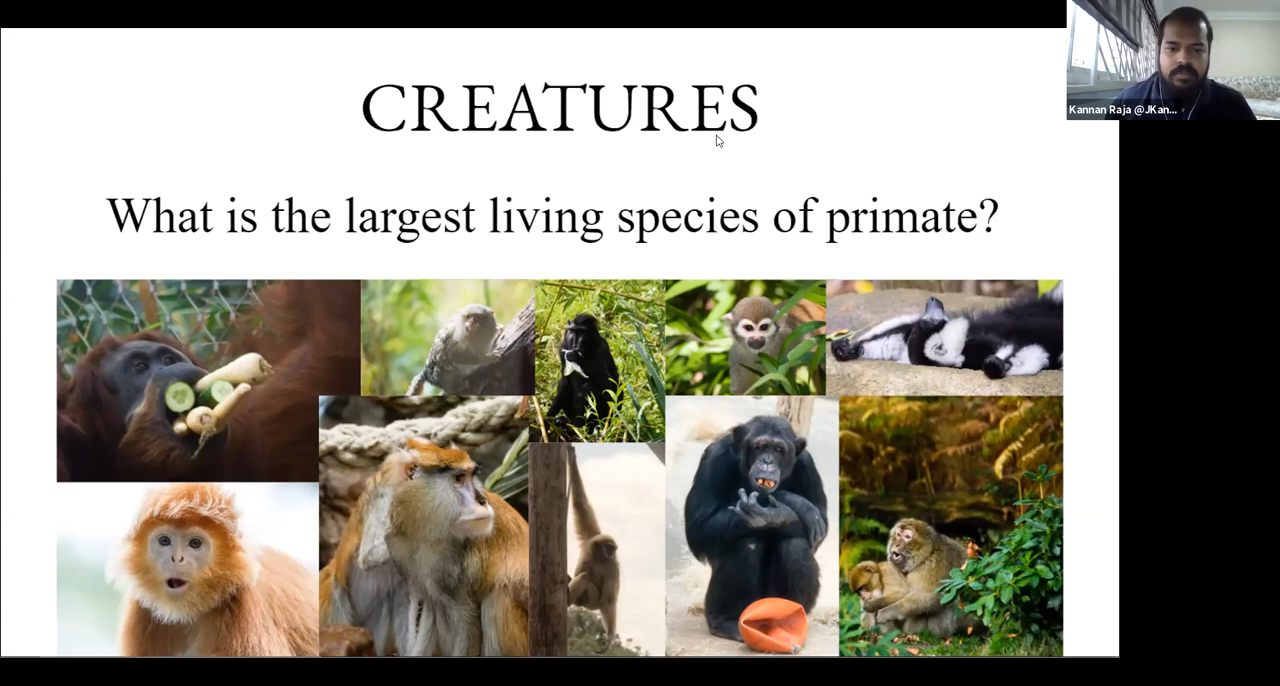 CREATURES
What is the largest living species of primate?
Kannan Raja @JKan...